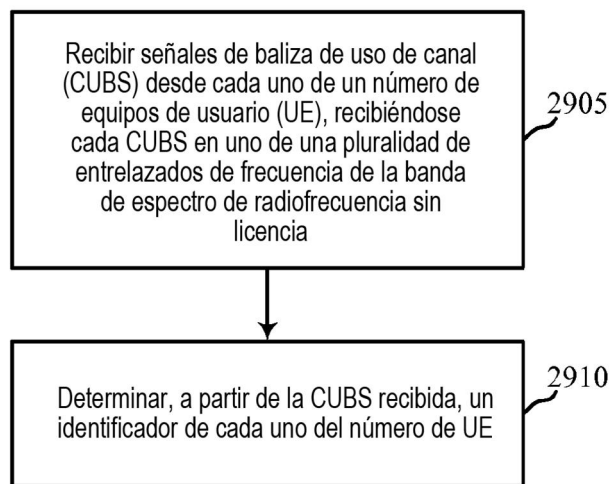 Recibir señales de baliza de uso de canal
(CUBS) desde cada uno de un número de
equipos de usuario (UE), recibiéndose
cada CUBS en uno de una pluralidad de
entrelazados de frecuencia de la banda
de espectro de radiofrecuencia sin
licencia
2905
Determinar, a partir de la CUBS recibida, un
identificador de cada uno del número de UE
2910